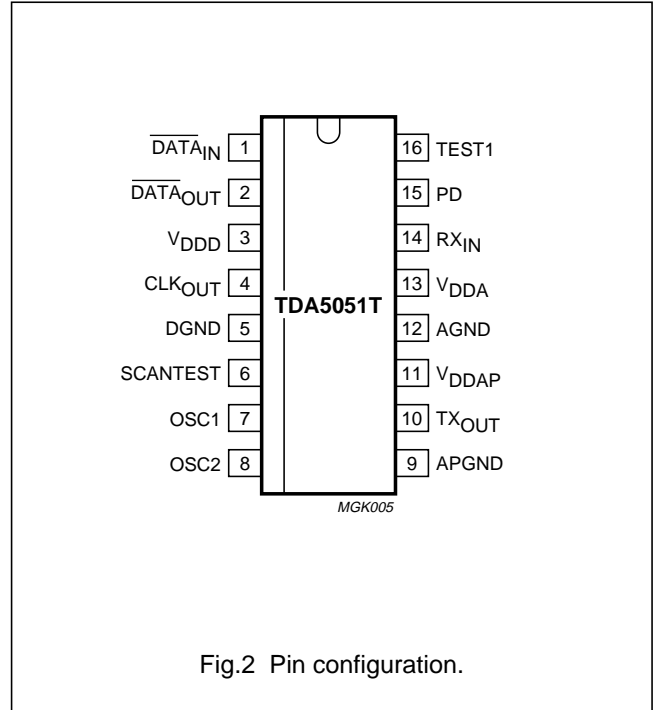 DATAIN 1
DATAOUT 2
VDDD 3
CLKOUT 4
DGND 5
SCANTEST 6
OSC1 7
OSC2 8
TDA5051T
16 TEST1
15 PD
14 RXIN
13 VDDA
12 AGND
11 VDDAP
10 TXOUT
9 APGND
MGK005
Fig.2 Pin configuration.